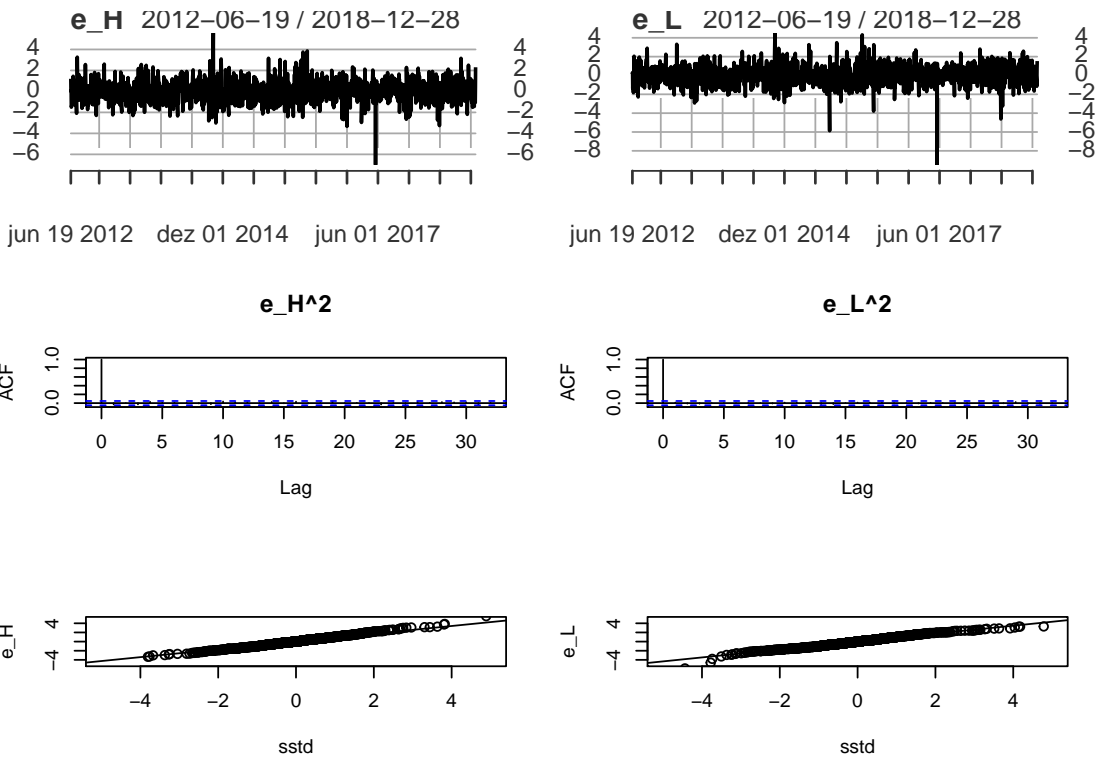 e_H 2012−06−19 / 2018−12−28
4
2
0
−2
−4
−6
4
2
0
−2
−4
−6
jun 19 2012 dez 01 2014 jun 01 2017
e_L 2012−06−19 / 2018−12−28
4
2
0
−2
−4
−6
−8
4
2
0
−2
−4
−6
−8
jun 19 2012 dez 01 2014 jun 01 2017
e_H^2
ACF
0.0 1.0
0 5 10 15 20 25 30
Lag
e_L^2
ACF
0.0 1.0
0 5 10 15 20 25 30
Lag
e_H
−4 4
−4 −2 0 2 4
sstd
e_L
−4 4
−4 −2 0 2 4
sstd